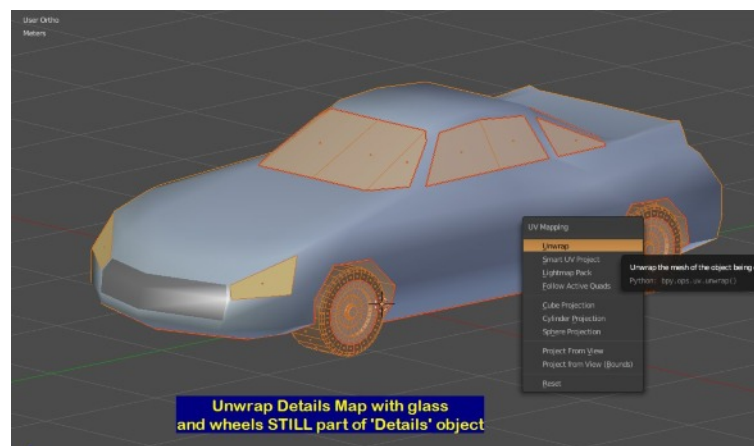 User Ortho
Meters
UV Mapping
Unwrap
Smart UV Project
Lightmap Pack
Follow Active Quads
Cube Projection
Cylinder Projection
Sphere Projection
Project From View
Project from View (Bounds)
Reset
Unwrap the mesh of the object being
Python: bpy.ops.uv.unwrap()
Unwrap Details Map with glass
and wheels STILL part of 'Details' object